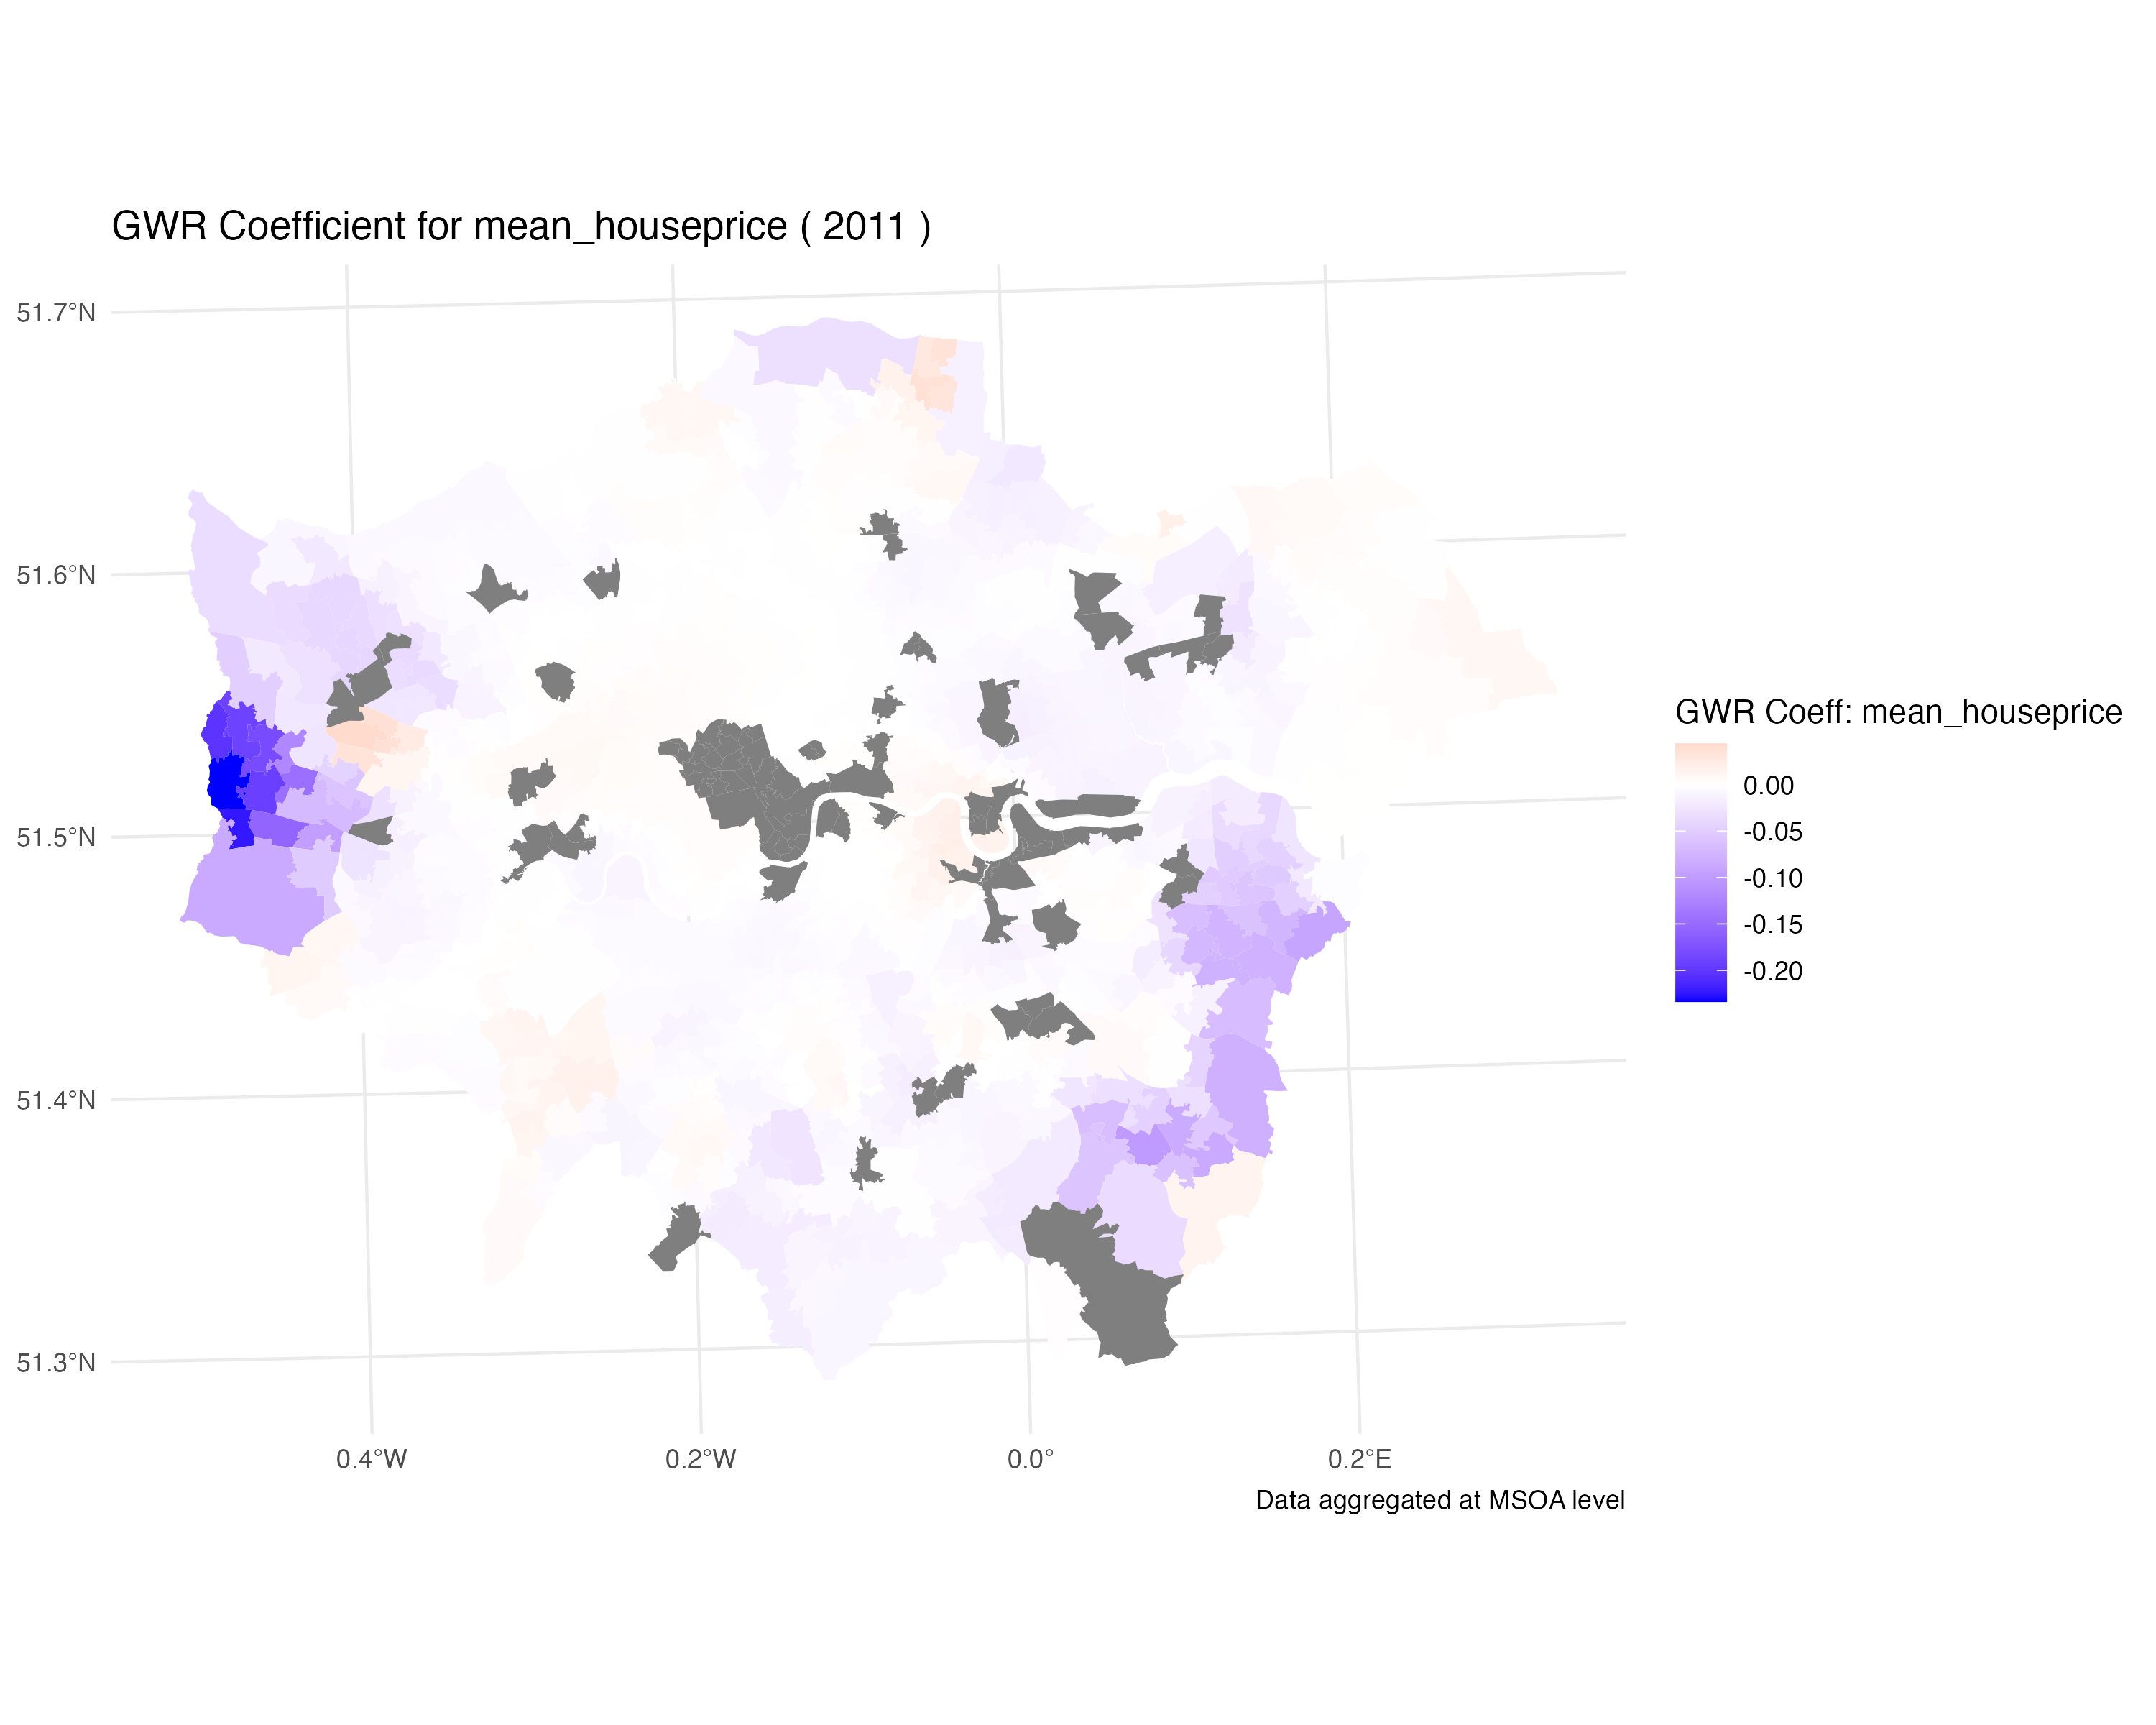 GWR Coefficient for mean_houseprice ( 2011 )
51.7°N
51.6°N
51.5°N
51.4°N
51.3°N
0.4°W
0.2°W
0.0°
0.2°E
GWR Coeff: mean_houseprice
0.00
-0.05
-0.10
-0.15
-0.20
Data aggregated at MSOA level